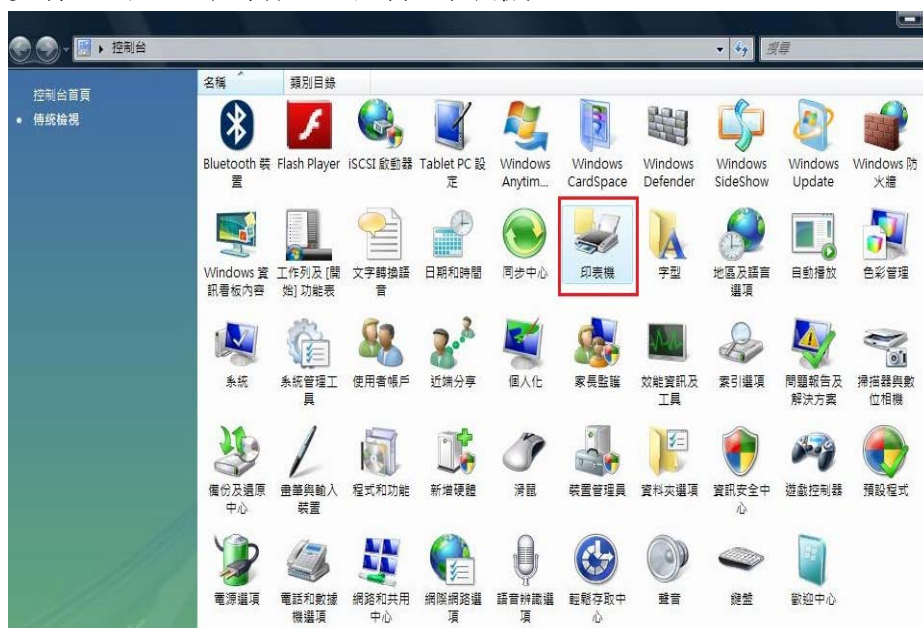 控制台
搜尋
控制台首頁
傳統檢視
名稱
類別目錄
Bluetooth 裝
置
Flash Player
iSCSI 啟動器
Tablet PC 設
定
Windows
Anytim...
Windows
CardSpace
Windows
Defender
Windows
SideShow
Windows
Update
Windows 防
火牆
Windows 資
訊看板內容
工作列及 [開
始] 功能表
文字轉換語
音
日期和時間
同步中心
印表機
字型
地區及語言
選項
自動播放
色彩管理
系統
系統管理工
具
使用者帳戶
近端分享
個人化
家長監護
效能資訊及
工具
索引選項
問題報告及
解決方案
掃描器與數
位相機
備份及還原
中心
畫筆與輸入
裝置
程式和功能
新增硬體
滑鼠
裝置管理員
資料夾選項
資訊安全中
心
遊戲控制器
預設程式
電源選項
電話和數據
機選項
網路和共用
中心
網際網路選
項
語音辨識選
項
輕鬆存取中
心
聲音
鍵盤
歡迎中心